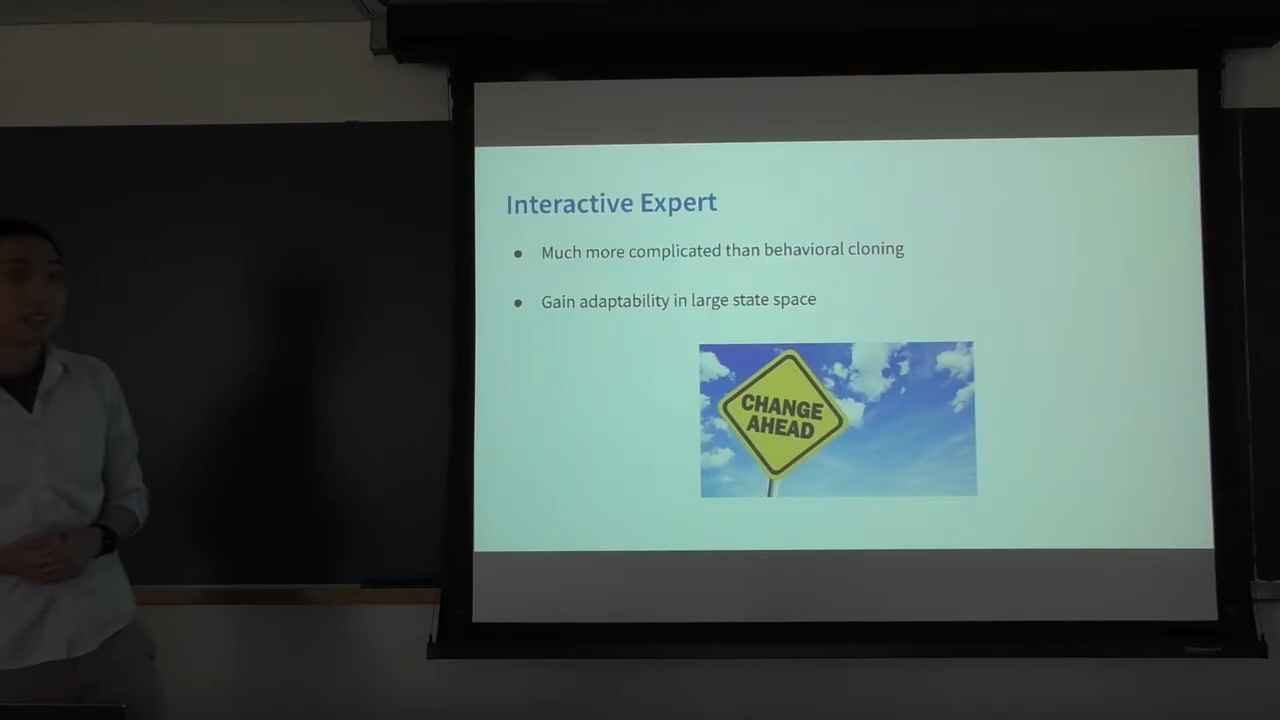 Interactive Expert
Much more complicated than behavioral cloning
Gain adaptability in large state space
CHANGE
AHEAD